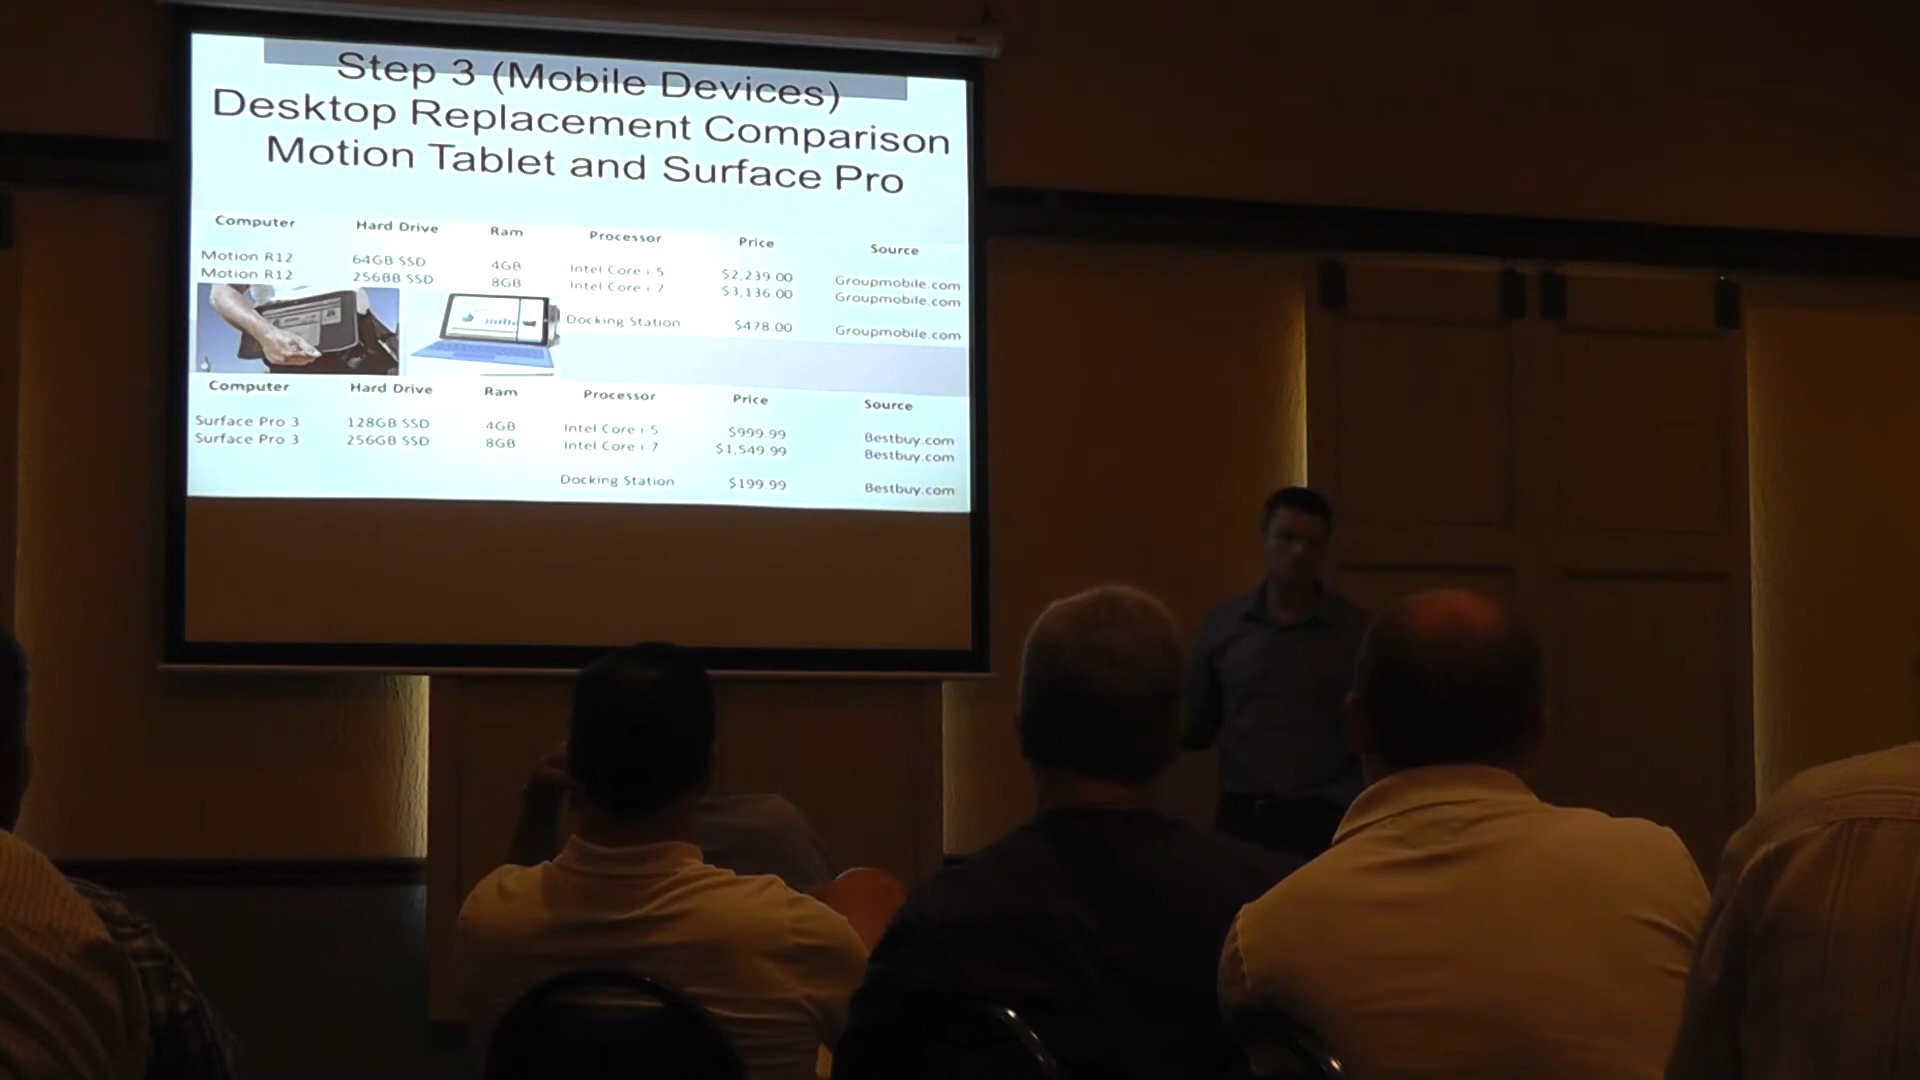 Step 3 (Mobile Devices)
Desktop Replacement Comparison
Motion Tablet and Surface Pro
Computer Hard Drive Ram Processor Price Source
Motion R12 64GB SSD 4GB Intel Core i 5 $2,239.00 Groupmobile.com
Motion R12 256BB SSD 8GB Intel Core i 7 $3,136.00 Groupmobile.com
Docking Station $478.00 Groupmobile.com
Computer Hard Drive Ram Processor Price Source
Surface Pro 3 128GB SSD 4GB Intel Core i 5 $999.99 Bestbuy.com
Surface Pro 3 256GB SSD 8GB Intel Core i 7 $1,549.99 Bestbuy.com
Docking Station $199.99 Bestbuy.com